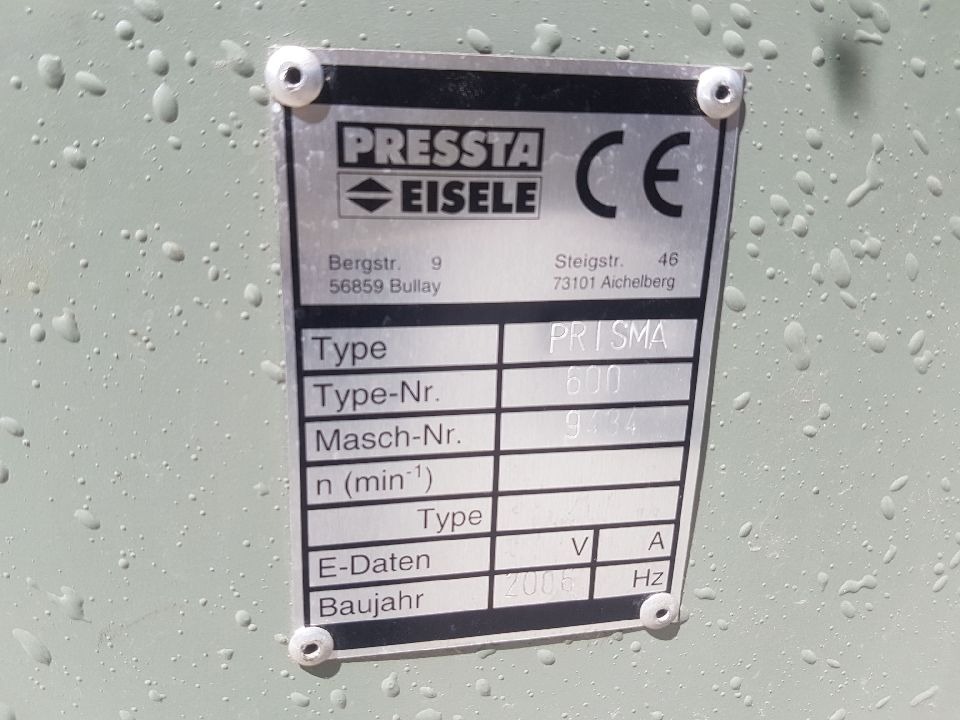 PRESSTA
EISELE
CE
Bergstr. 9
56859 Bullay
Steigstr. 46
73101 Aichelberg
Type PRISMA
Type-Nr. 600
Masch-Nr. 9434
n (min⁻¹)
Type
E-Daten V A
Baujahr 2006 Hz